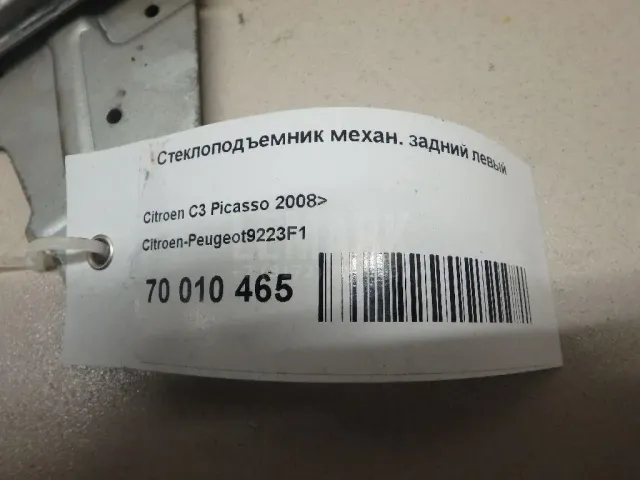 Стеклоподъемник механ. задний левый
Citroen C3 Picasso 2008>
Citroen-Peugeot9223F1
70 010 465